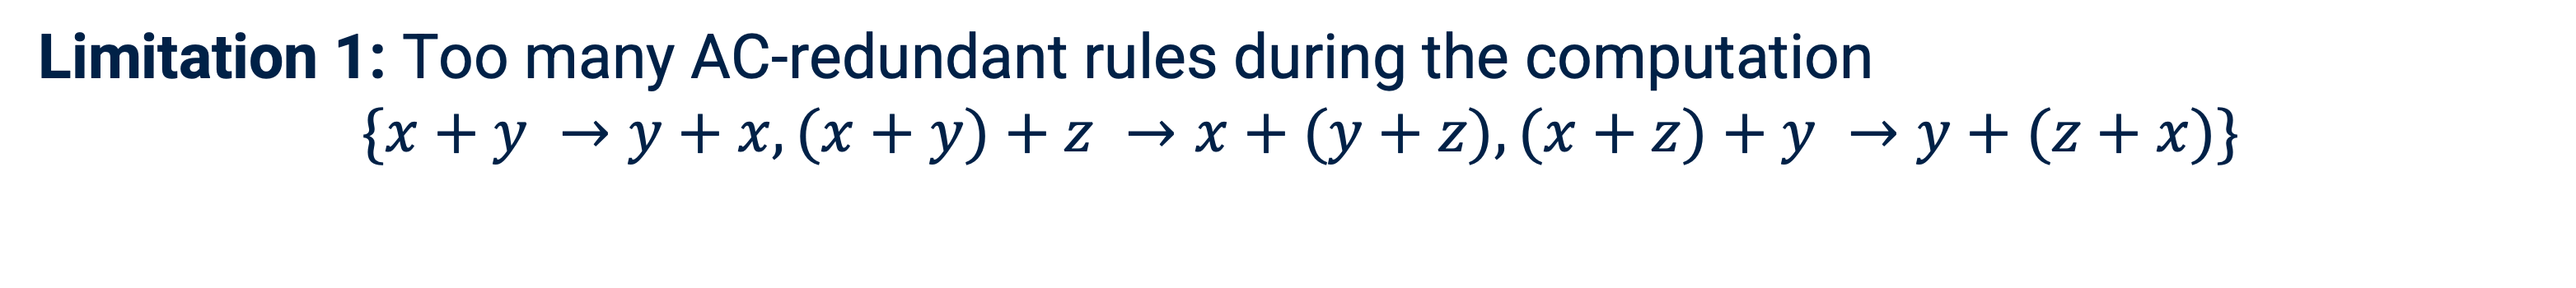 Limitation 1: Too many AC-redundant rules during the computation
{x + y → y + x, (x + y) + z → x + (y + z), (x + z) + y → y + (z + x)}